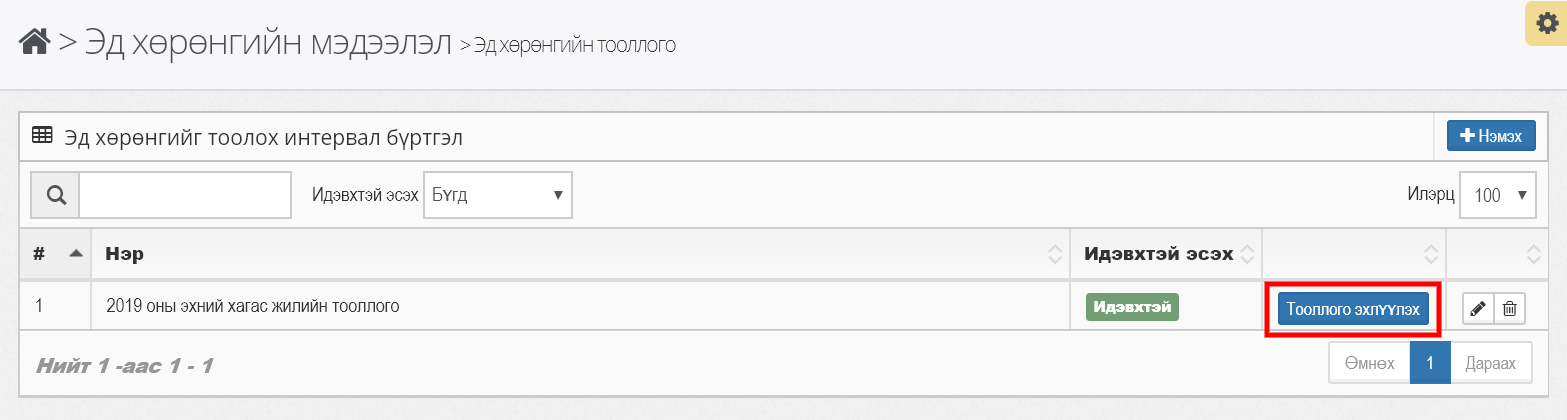 > Эд хөрөнгийн мэдээлэл > Эд хөрөнгийн тооллого
Эд хөрөнгийг тоолох интервал бүртгэл
Нэмэх
Идэвхтэй эсэх Бүгд
Илэрц 100
# Нэр Идэвхтэй эсэх
1 2019 оны эхний хагас жилийн тооллого Идэвхтэй Тооллого эхлүүлэх
Нийт 1 -аас 1 - 1
Өмнөх 1 Дараах